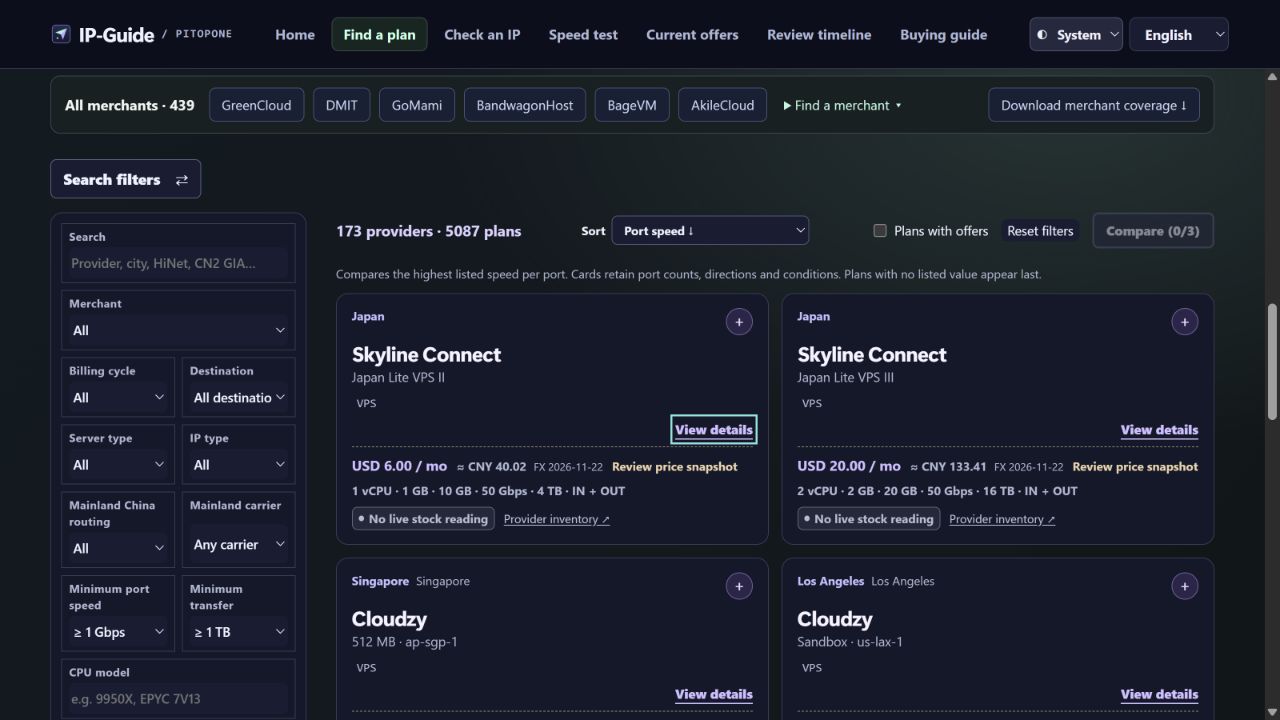 IP-Guide / PITOPONE
Home
Find a plan
Check an IP
Speed test
Current offers
Review timeline
Buying guide
System
English
All merchants · 439
GreenCloud
DMIT
GoMami
BandwagonHost
BageVM
AkileCloud
▶ Find a merchant ▾
Download merchant coverage ↓
Search filters ⇄
Search
Provider, city, HiNet, CN2 GIA...
Merchant
All
Billing cycle
All
Destination
All destinatio
Server type
All
IP type
All
Mainland China
routing
All
Mainland carrier
Any carrier
Minimum port
speed
≥ 1 Gbps
Minimum
transfer
≥ 1 TB
CPU model
e.g. 9950X, EPYC 7V13
173 providers · 5087 plans
Sort
Port speed ↓
Plans with offers
Reset filters
Compare (0/3)
Compares the highest listed speed per port. Cards retain port counts, directions and conditions. Plans with no listed value appear last.
Japan
+
Skyline Connect
Japan Lite VPS II
VPS
View details
USD 6.00 / mo ≈ CNY 40.02 FX 2026-11-22 Review price snapshot
1 vCPU · 1 GB · 10 GB · 50 Gbps · 4 TB · IN + OUT
• No live stock reading
Provider inventory ↗
Japan
+
Skyline Connect
Japan Lite VPS III
VPS
View details
USD 20.00 / mo ≈ CNY 133.41 FX 2026-11-22 Review price snapshot
2 vCPU · 2 GB · 20 GB · 50 Gbps · 16 TB · IN + OUT
• No live stock reading
Provider inventory ↗
Singapore Singapore
+
Cloudzy
512 MB · ap-sgp-1
VPS
View details
Los Angeles Los Angeles
+
Cloudzy
Sandbox · us-lax-1
VPS
View details